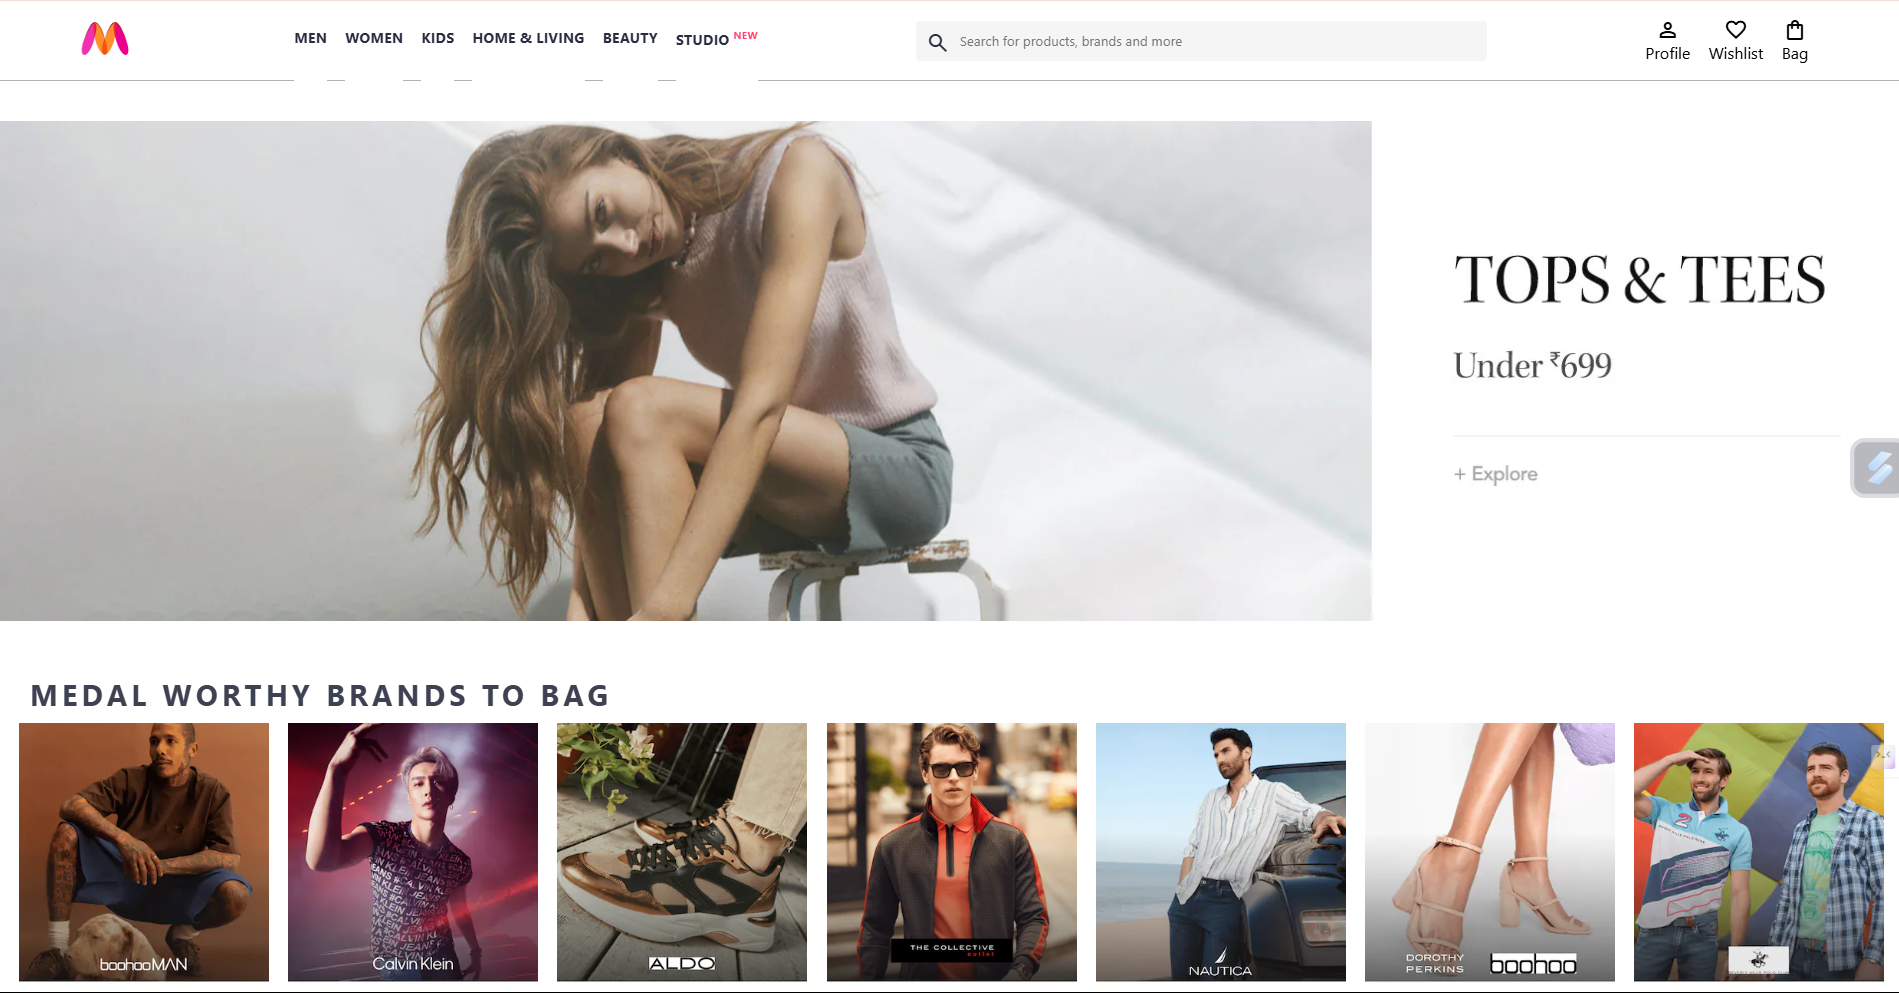 MEN WOMEN KIDS HOME & LIVING BEAUTY STUDIO NEW
Search for products, brands and more
Profile Wishlist Bag
TOPS & TEES
Under ₹699
+ Explore
MEDAL WORTHY BRANDS TO BAG
boohooMAN
Calvin Klein
ALDO
THE COLLECTIVE
outlet
NAUTICA
DOROTHY
PERKINS
boohoo